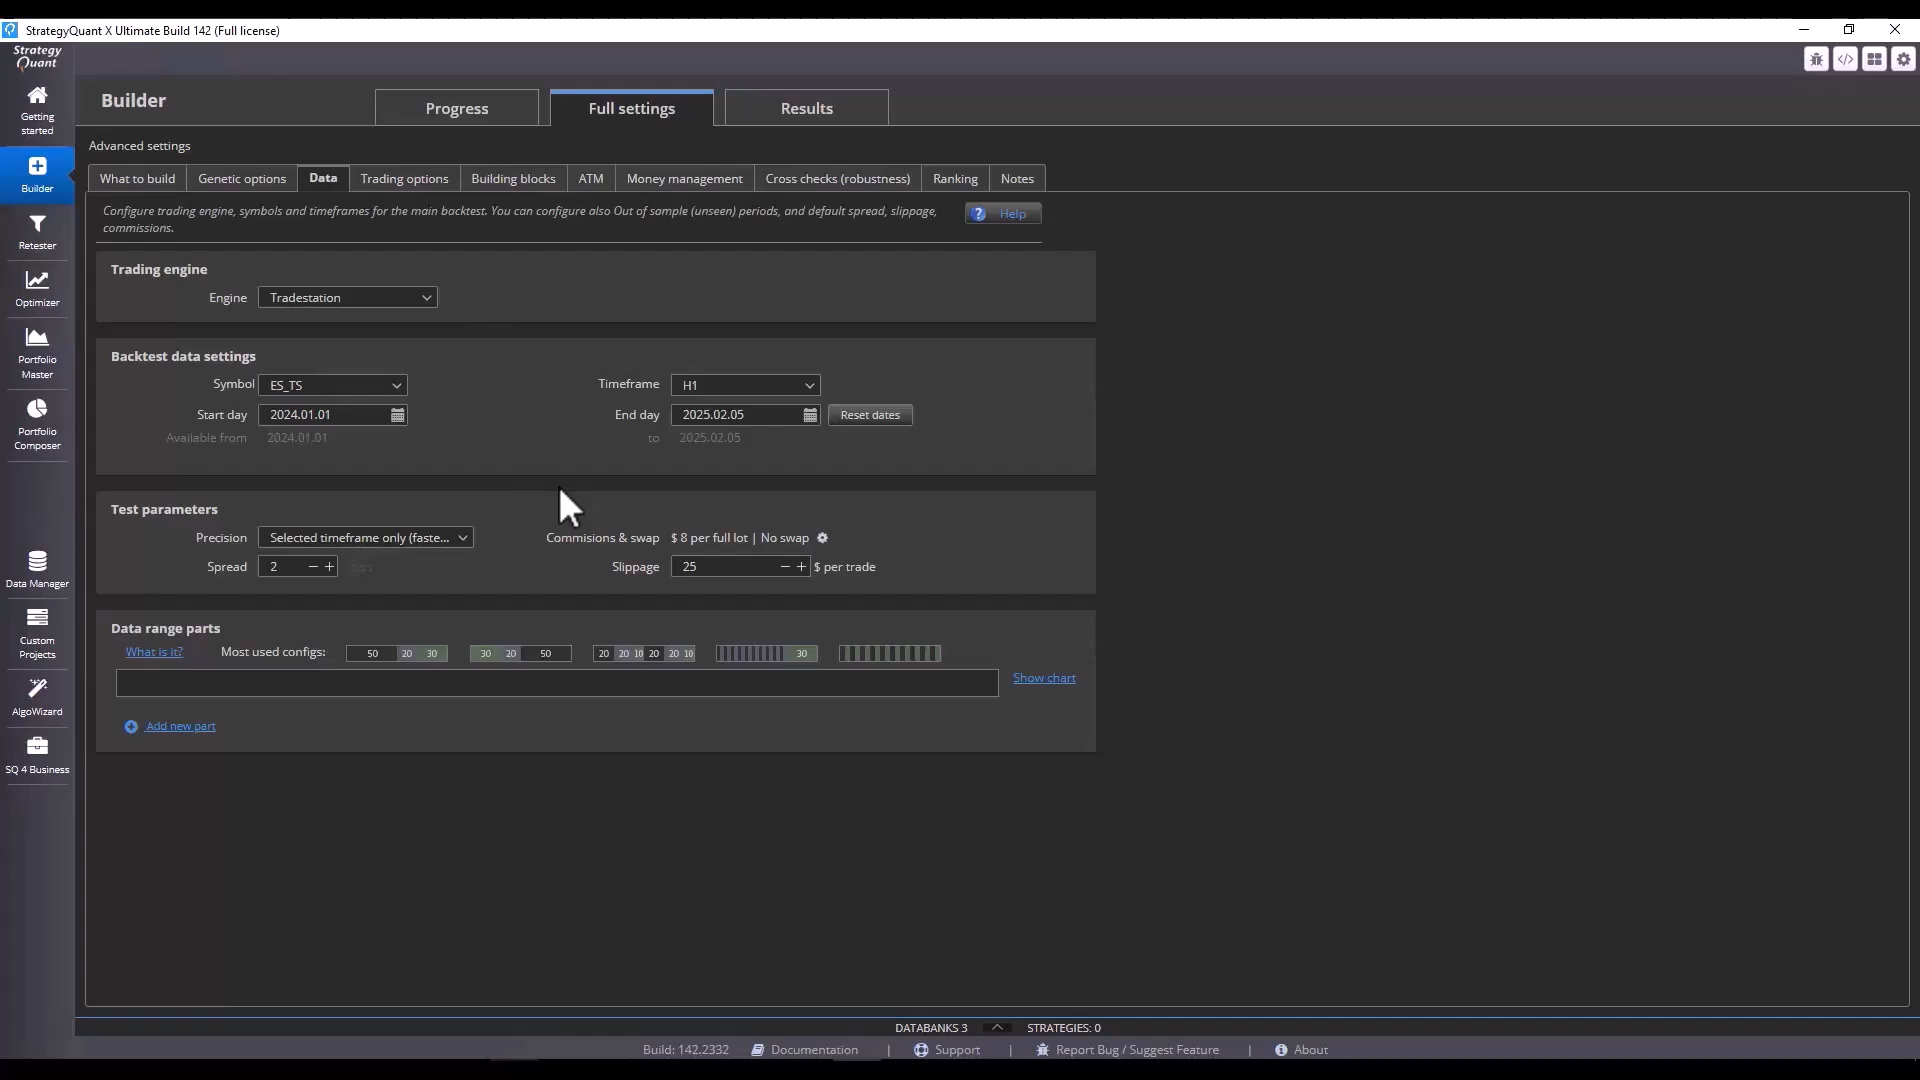 StrategyQuant X Ultimate Build 142 (Full license)
Strategy
Quant
Getting
started
Builder
Retester
Optimizer
Portfolio
Master
Portfolio
Composer
Data Manager
Custom
Projects
AlgoWizard
SQ 4 Business
Builder
Progress
Full settings
Results
Advanced settings
What to build
Genetic options
Data
Trading options
Building blocks
ATM
Money management
Cross checks (robustness)
Ranking
Notes
Configure trading engine, symbols and timeframes for the main backtest. You can configure also Out of sample (unseen) periods, and default spread, slippage,
commissions.
? Help
Trading engine
Engine Tradestation
Backtest data settings
Symbol ES_TS Timeframe H1
Start day 2024.01.01 End day 2025.02.05 Reset dates
Available from 2024.01.01 to 2025.02.05
Test parameters
Precision Selected timeframe only (faste... Commisions & swap $ 8 per full lot | No swap
Spread 2 − + Slippage 25 − + $ per trade
Data range parts
What is it? Most used configs: 50 20 30 30 20 50 20 20 10 20 20 10 30
Show chart
Add new part
DATABANKS 3 STRATEGIES: 0
Build: 142.2332 Documentation | Support | Report Bug / Suggest Feature | About